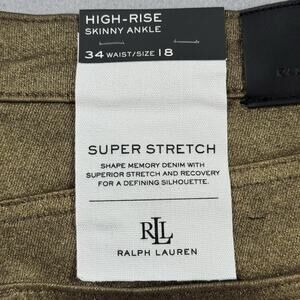 HIGH-RISE
SKINNY ANKLE
34 WAIST/SIZE 18
SUPER STRETCH
SHAPE MEMORY DENIM WITH
SUPERIOR STRETCH AND RECOVERY
FOR A DEFINING SILHOUETTE.
RLL
RALPH LAUREN